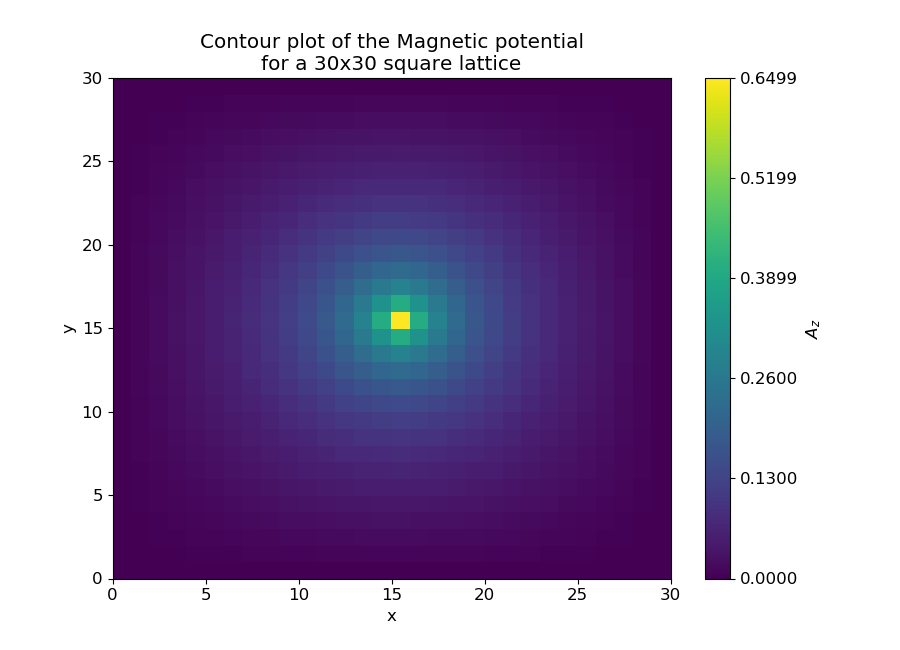 Contour plot of the Magnetic potential
for a 30x30 square lattice
30
25
20
15
10
5
0
y
0 5 10 15 20 25 30
x
0.6499
0.5199
0.3899
0.2600
0.1300
0.0000
A_z